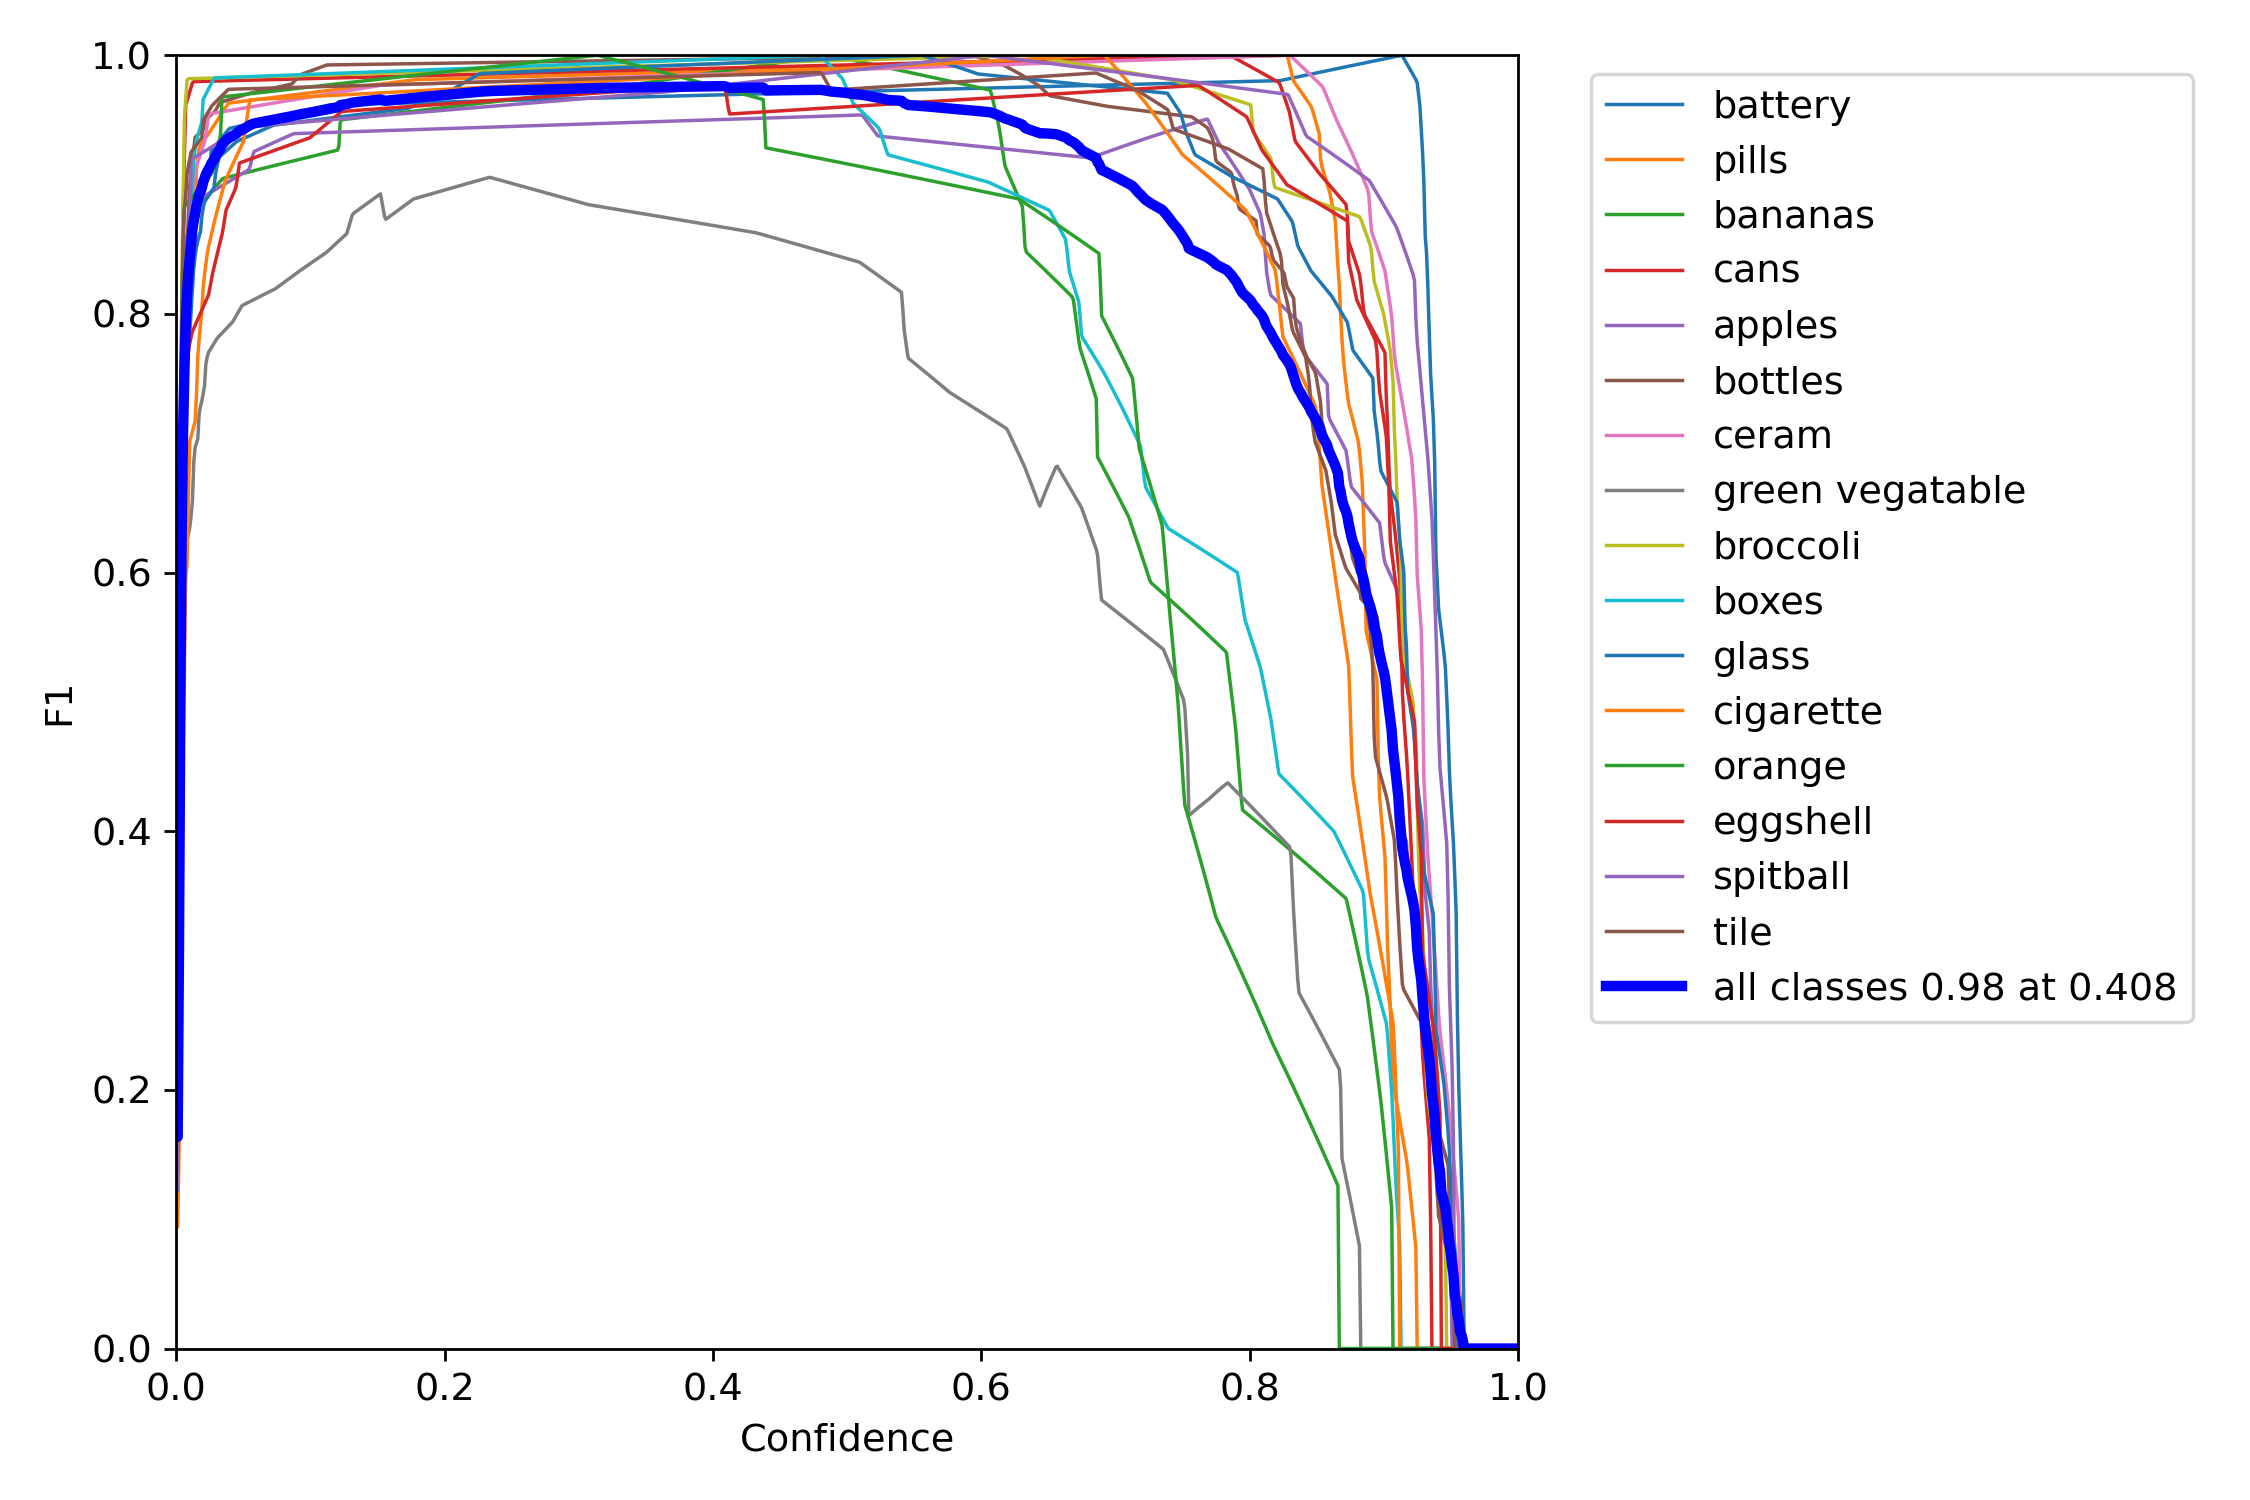 1.0
0.8
0.6
0.4
0.2
0.0
F1
0.0 0.2 0.4 0.6 0.8 1.0
Confidence
battery
pills
bananas
cans
apples
bottles
ceram
green vegatable
broccoli
boxes
glass
cigarette
orange
eggshell
spitball
tile
all classes 0.98 at 0.408